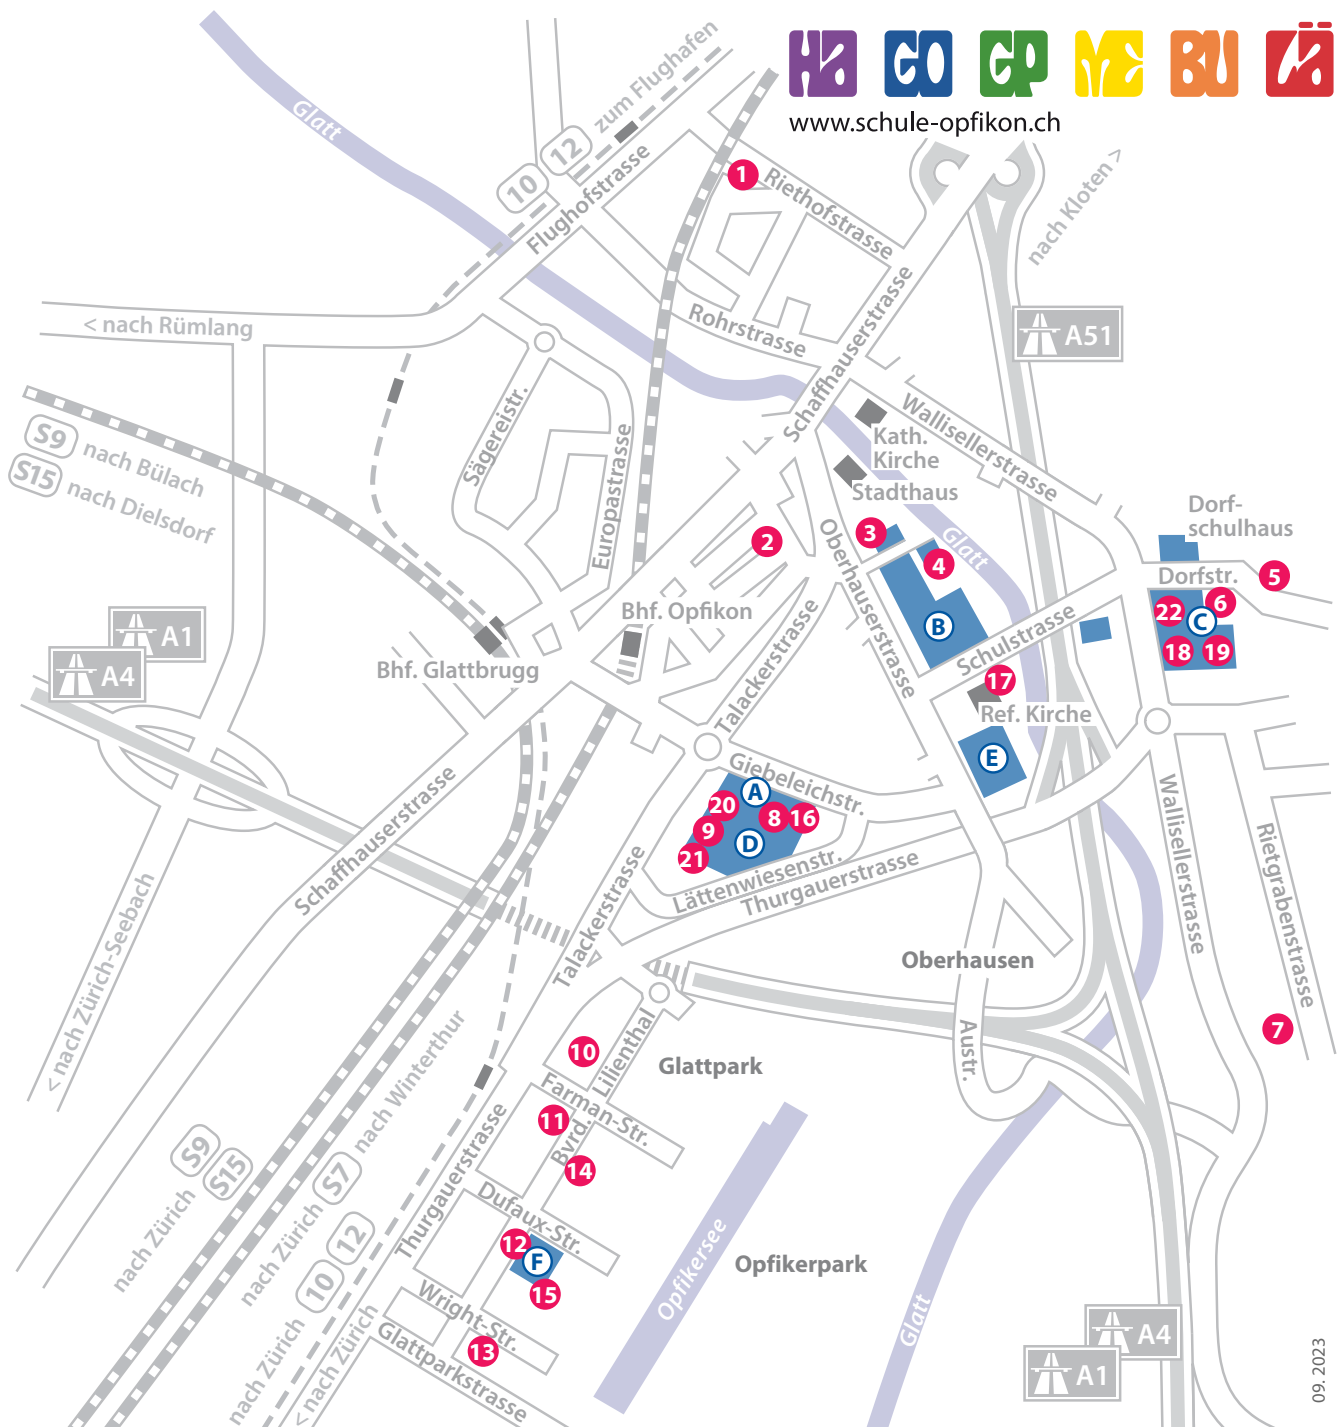 HA GO GP ME BU LÄ
www.schule-opfikon.ch
Glatt
10 12 zum Flughafen
Flughofstrasse
1
Riethofstrasse
nach Kloten >
< nach Rümlang
Rohrstrasse
Schaffhauserstrasse
A51
Sägereistr.
Europastrasse
S9 nach Bülach
S15 nach Dielsdorf
Kath.
Kirche
Wallisellerstrasse
Stadthaus
Dorf-
schulhaus
2
3
4
Glatt
Oberhauserstrasse
Dorfstr.
5
6
22
C
18
19
B
Schulstrasse
A1
A4
Bhf. Opfikon
Bhf. Glattbrugg
Talackerstrasse
17
Ref. Kirche
E
Giebeleichstr.
A
20
8
16
9
D
21
Lättenwiesenstr.
Thurgauerstrasse
Schaffhauserstrasse
Talackerstrasse
Wallisellerstrasse
Rietgrabenstrasse
< nach Zürich-Seebach
Oberhausen
Austr.
7
10
Glattpark
Lilienthal
Bvrd.
Farman-Str.
11
14
Thurgauerstrasse
Dufaux-Str.
12
F
15
Wright-Str.
13
Glattparkstrasse
nach Zürich S9 S15
nach Zürich S7 nach Winterthur
nach Zürich 10 12
< nach Zürich
Opfikersee
Opfikerpark
Glatt
A4
A1
09. 2023